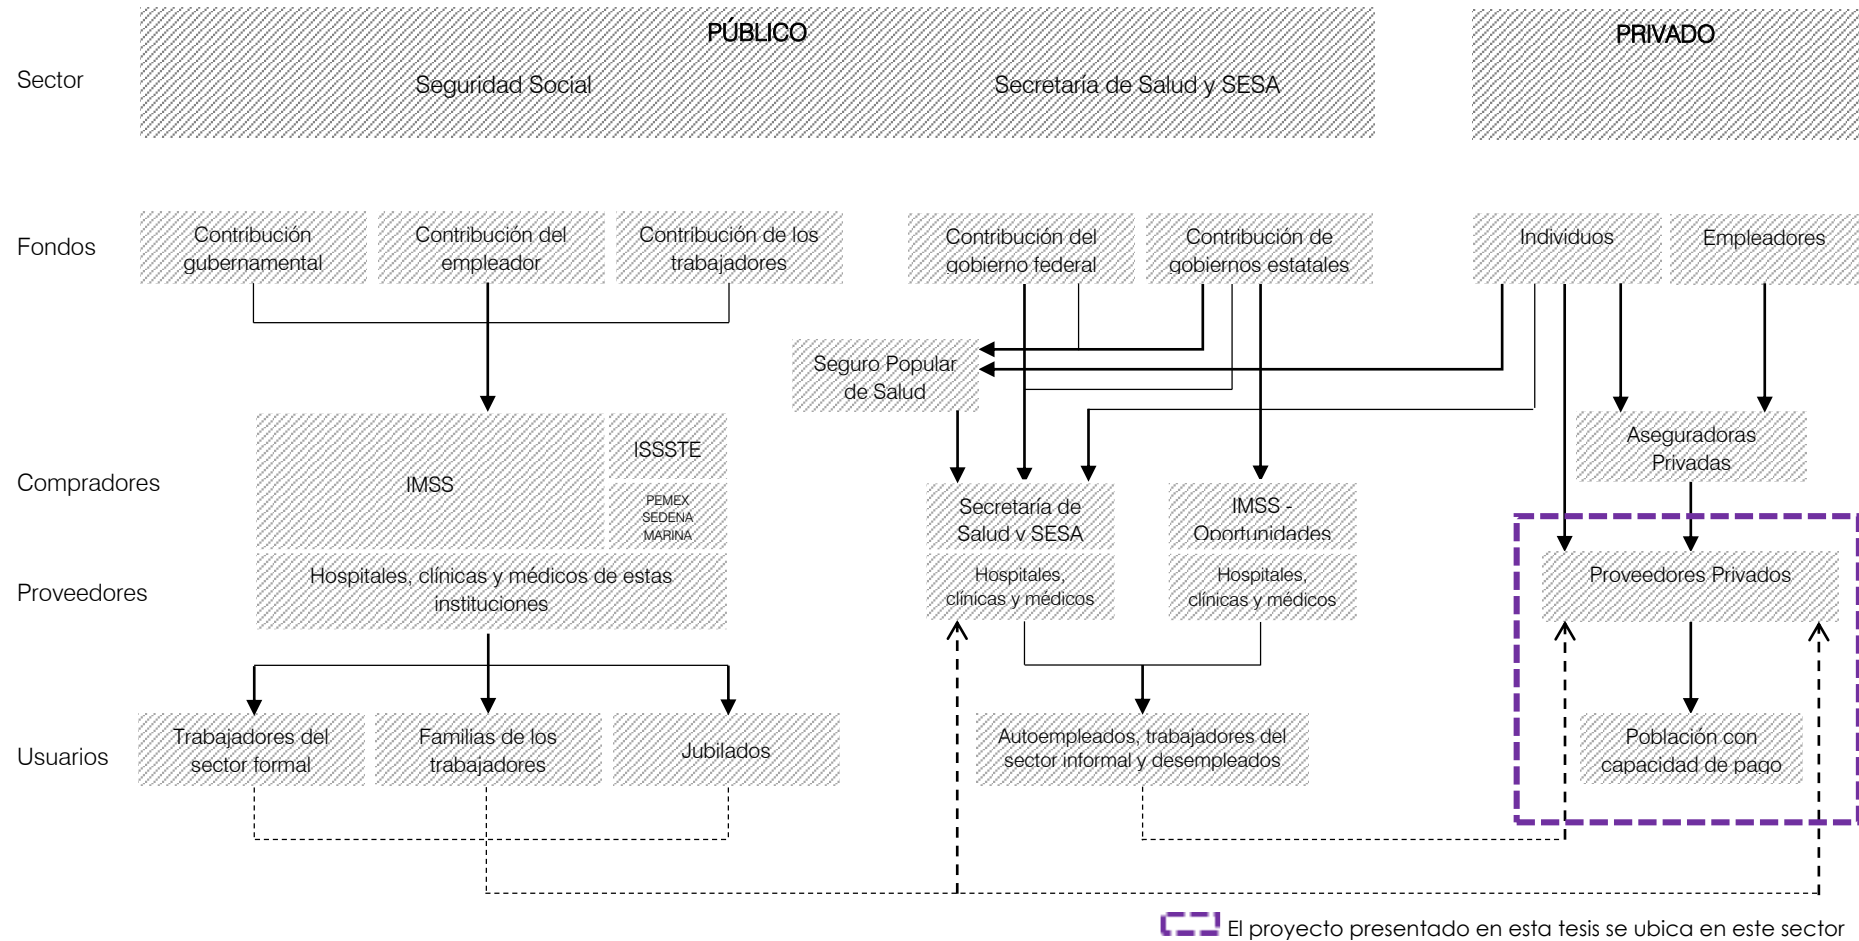 PÚBLICO
PRIVADO
Sector
Seguridad Social
Secretaría de Salud y SESA
Fondos
Contribución
gubernamental
Contribución del
empleador
Contribución de los
trabajadores
Contribución del
gobierno federal
Contribución de
gobiernos estatales
Individuos
Empleadores
Seguro Popular
de Salud
Compradores
IMSS
ISSSTE
PEMEX
SEDENA
MARINA
Secretaría de
Salud y SESA
IMSS -
Oportunidades
Aseguradoras
Privadas
Proveedores
Hospitales, clínicas y médicos de estas
instituciones
Hospitales,
clínicas y médicos
Hospitales,
clínicas y médicos
Proveedores Privados
Usuarios
Trabajadores del
sector formal
Familias de los
trabajadores
Jubilados
Autoempleados, trabajadores del
sector informal y desempleados
Población con
capacidad de pago
El proyecto presentado en esta tesis se ubica en este sector